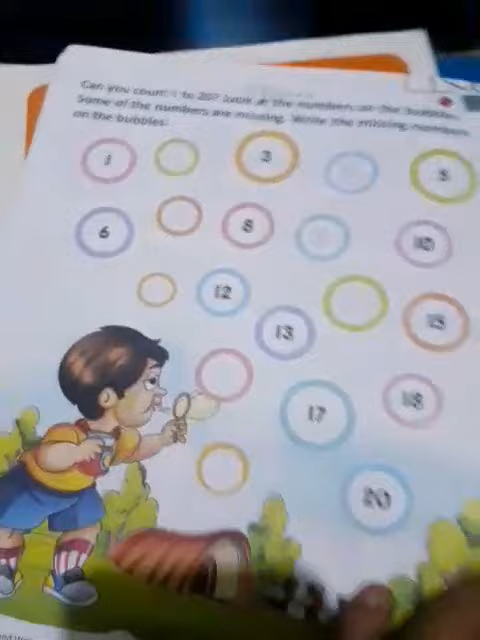 Can you count 1 to 20? Look at the numbers on the bubbles.
Some of the numbers are missing. Write the missing numbers
on the bubbles.
1 3 5
6 8 10
12 15
13
17 18
20